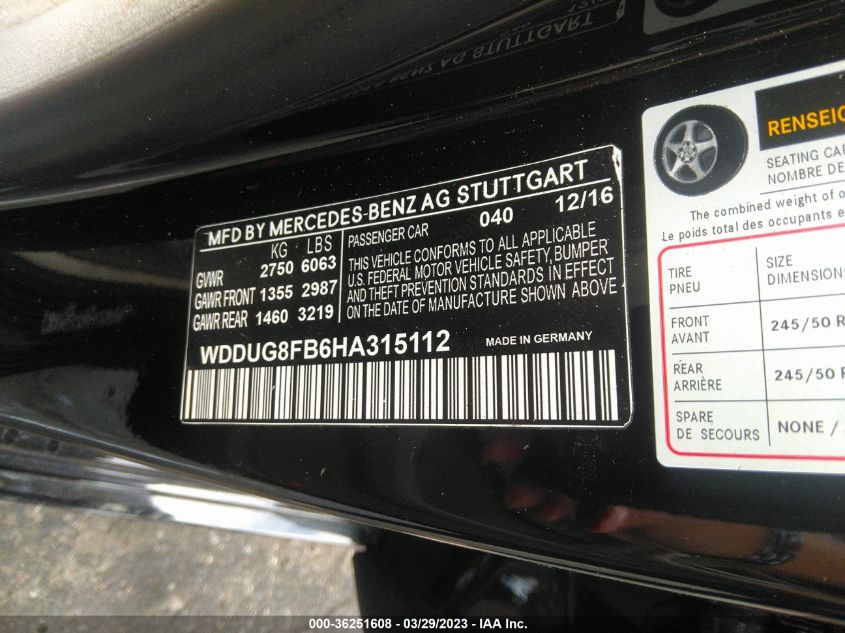 MFD BY MERCEDES-BENZ AG STUTTGART
KG LBS
GVWR 2750 6063
GAWR FRONT 1355 2987
GAWR REAR 1460 3219
PASSENGER CAR 040 12/16
THIS VEHICLE CONFORMS TO ALL APPLICABLE
U.S. FEDERAL MOTOR VEHICLE SAFETY, BUMPER
AND THEFT PREVENTION STANDARDS IN EFFECT
ON THE DATE OF MANUFACTURE SHOWN ABOVE
WDDUG8FB6HA315112 MADE IN GERMANY
RENSEIG
SEATING CA
NOMBRE DE
The combined weight of o
Le poids total des occupants e
TIRE
PNEU
SIZE
DIMENSION
FRONT
AVANT
245/50 R
REAR
ARRIÈRE
245/50 R
SPARE
DE SECOURS
NONE /
000-36251608 - 03/29/2023 - IAA Inc.